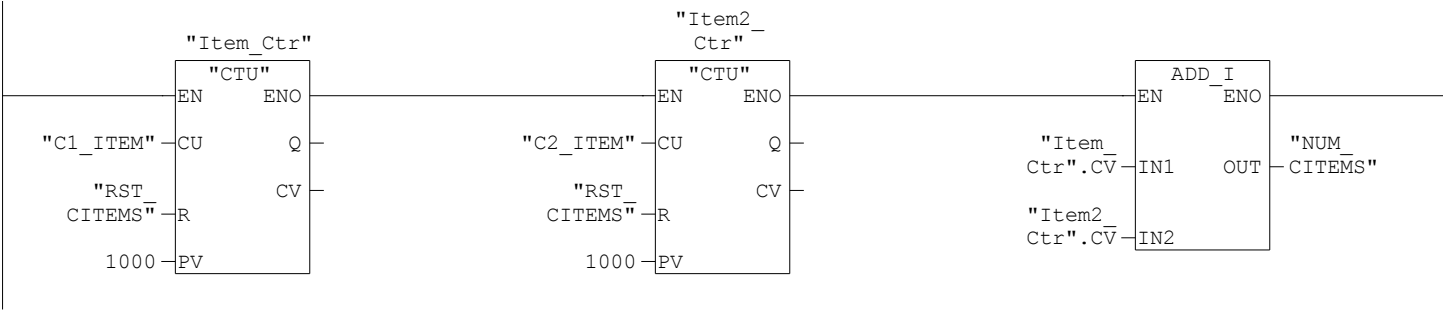 "Item_Ctr"
"CTU"
EN ENO
"C1_ITEM" CU Q
"RST_
CITEMS" R
CV
1000 PV
"Item2_
Ctr"
"CTU"
EN ENO
"C2_ITEM" CU Q
"RST_
CITEMS" R
CV
1000 PV
ADD_I
EN ENO
"Item_
Ctr".CV IN1
OUT "NUM_
CITEMS"
"Item2_
Ctr".CV IN2